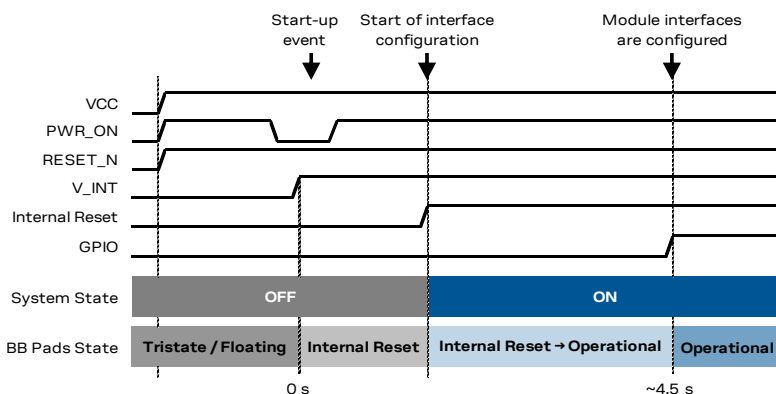 Start-up
event
Start of interface
configuration
Module interfaces
are configured
VCC
PWR_ON
RESET_N
V_INT
Internal Reset
GPIO
System State
OFF
ON
BB Pads State
Tristate / Floating
Internal Reset
Internal Reset → Operational
Operational
0 s
~4.5 s